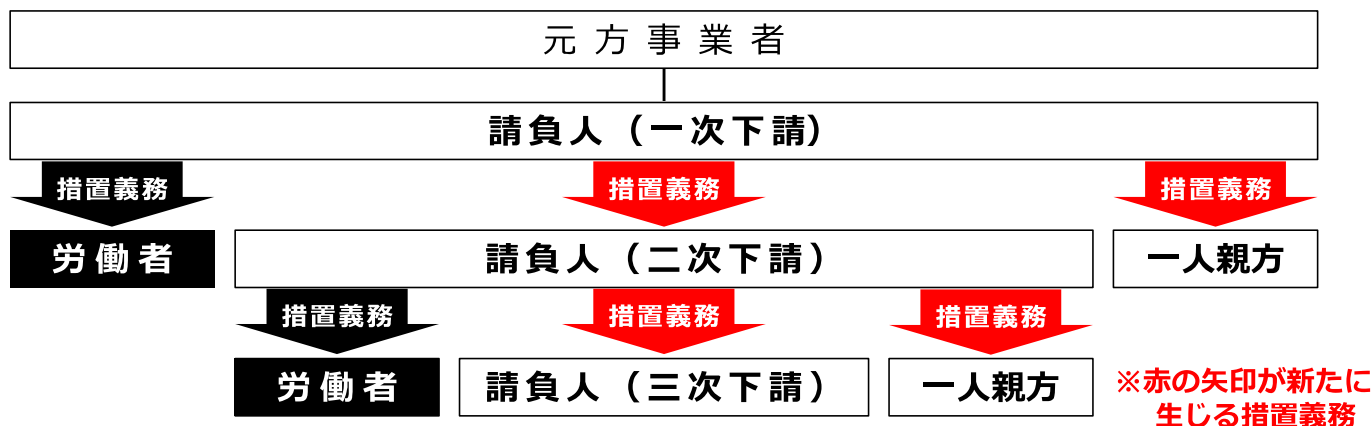 元方事業者
請負人（一次下請）
措置義務 措置義務 措置義務
労働者 請負人（二次下請） 一人親方
措置義務 措置義務 措置義務
労働者 請負人（三次下請） 一人親方
※赤の矢印が新たに
生じる措置義務